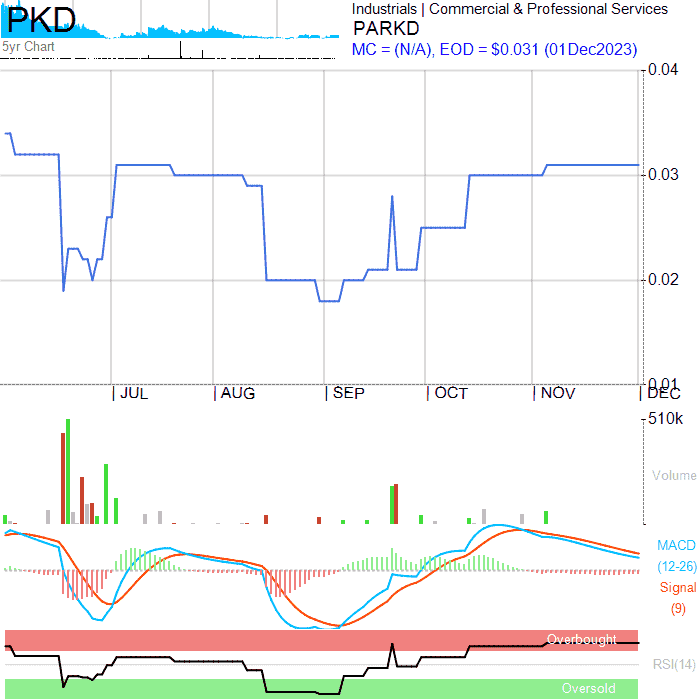 PKD
5yr Chart
Industrials | Commercial & Professional Services
PARKD
MC = (N/A), EOD = $0.031 (01Dec2023)
0.04
0.03
0.02
0.01
JUL AUG SEP OCT NOV DEC
510k
Volume
MACD
(12-26)
Signal
(9)
Overbought
RSI(14)
Oversold